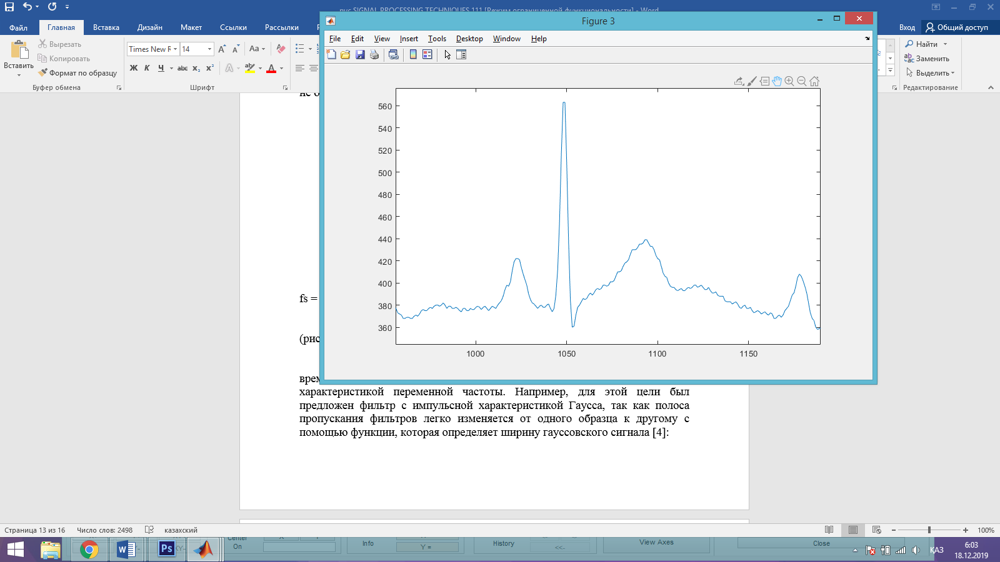 рус SIGNAL PROCESSING TECHNIQUES 111 [Режим ограниченной функциональности] - Word
Файл Главная Вставка Дизайн Макет Ссылки Рассылки Вход Общий доступ
Вставить
Вырезать
Копировать
Формат по образцу
Буфер обмена
Times New R 14
Aa
Ж К Ч abc x₂ x²
Шрифт
Найти
Заменить
Выделить
Редактирование
Figure 3
File Edit View Insert Tools Desktop Window Help
560
540
520
500
480
460
440
420
400
380
360
1000 1050 1100 1150
не о
fs =
(рис
врем
характеристикой переменной частоты. Например, для этой цели был
предложен фильтр с импульсной характеристикой Гаусса, так как полоса
пропускания фильтров легко изменяется от одного образца к другому с
помощью функции, которая определяет ширину гауссовского сигнала [4]:
Страница 13 из 16 Число слов: 2498 казахский 100%
Center
On
Info
Y =
History
<<-
View Axes
Close
ҚАЗ
6:03
18.12.2019